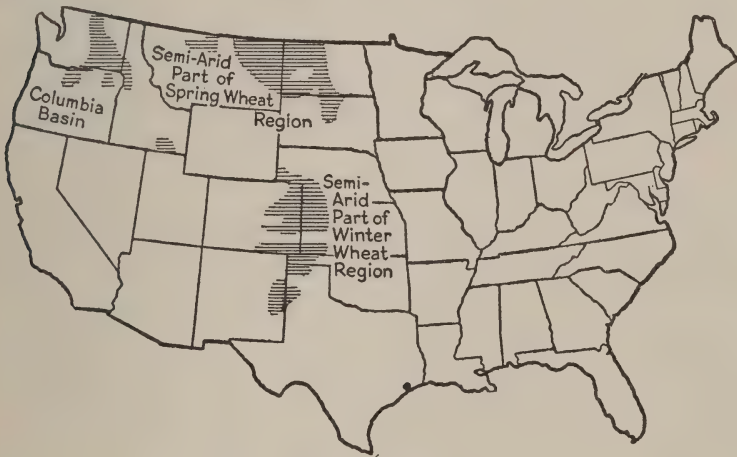 Semi-Arid
Part of
Spring Wheat
Region
Columbia
Basin
Semi-
Arid
Part of
Winter
Wheat
Region